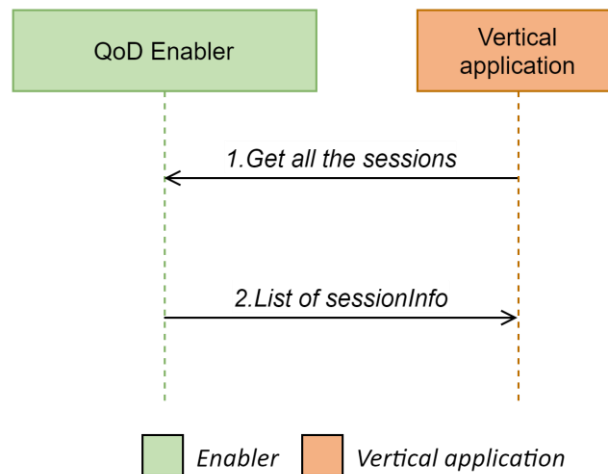 QoD Enabler
Vertical
application
1.Get all the sessions
2.List of sessionInfo
Enabler
Vertical application